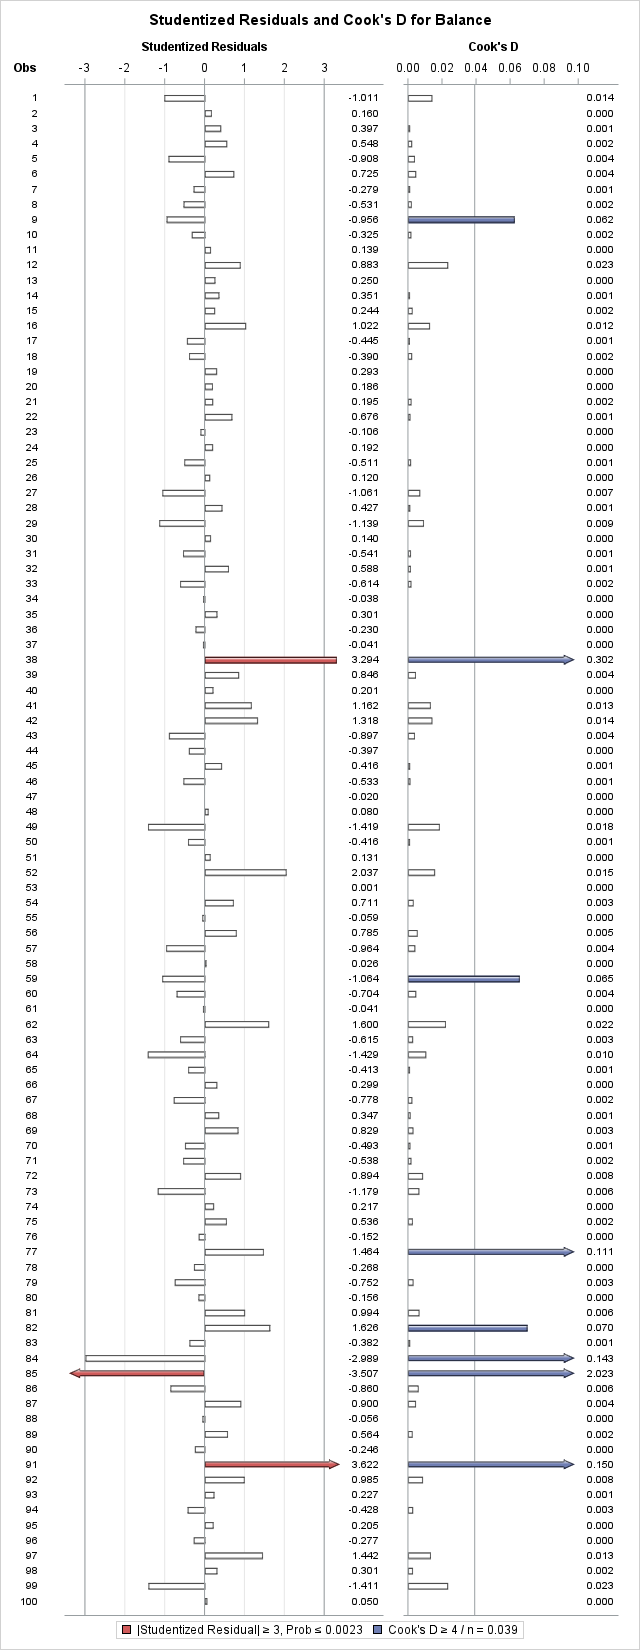 Studentized Residuals and Cook's D for Balance
Studentized Residuals Cook's D
Obs -3 -2 -1 0 1 2 3 0.00 0.02 0.04 0.06 0.08 0.10
1 -1.011 0.014
2 0.160 0.000
3 0.397 0.001
4 0.548 0.002
5 -0.908 0.004
6 0.725 0.004
7 -0.279 0.001
8 -0.531 0.002
9 -0.956 0.062
10 -0.325 0.002
11 0.139 0.000
12 0.883 0.023
13 0.250 0.000
14 0.351 0.001
15 0.244 0.002
16 1.022 0.012
17 -0.445 0.001
18 -0.390 0.002
19 0.293 0.000
20 0.186 0.000
21 0.195 0.002
22 0.676 0.001
23 -0.106 0.000
24 0.192 0.000
25 -0.511 0.001
26 0.120 0.000
27 -1.061 0.007
28 0.427 0.001
29 -1.139 0.009
30 0.140 0.000
31 -0.541 0.001
32 0.588 0.001
33 -0.614 0.002
34 -0.038 0.000
35 0.301 0.000
36 -0.230 0.000
37 -0.041 0.000
38 3.294 0.302
39 0.846 0.004
40 0.201 0.000
41 1.162 0.013
42 1.318 0.014
43 -0.897 0.004
44 -0.397 0.000
45 0.416 0.001
46 -0.533 0.001
47 -0.020 0.000
48 0.080 0.000
49 -1.419 0.018
50 -0.416 0.001
51 0.131 0.000
52 2.037 0.015
53 0.001 0.000
54 0.711 0.003
55 -0.059 0.000
56 0.785 0.005
57 -0.964 0.004
58 0.026 0.000
59 -1.064 0.065
60 -0.704 0.004
61 -0.041 0.000
62 1.600 0.022
63 -0.615 0.003
64 -1.429 0.010
65 -0.413 0.001
66 0.299 0.000
67 -0.778 0.002
68 0.347 0.001
69 0.829 0.003
70 -0.493 0.001
71 -0.538 0.002
72 0.894 0.008
73 -1.179 0.006
74 0.217 0.000
75 0.536 0.002
76 -0.152 0.000
77 1.464 0.111
78 -0.268 0.000
79 -0.752 0.003
80 -0.156 0.000
81 0.994 0.006
82 1.626 0.070
83 -0.382 0.001
84 -2.989 0.143
85 -3.507 2.023
86 -0.860 0.006
87 0.900 0.004
88 -0.056 0.000
89 0.564 0.002
90 -0.246 0.000
91 3.622 0.150
92 0.985 0.008
93 0.227 0.001
94 -0.428 0.003
95 0.205 0.000
96 -0.277 0.000
97 1.442 0.013
98 0.301 0.002
99 -1.411 0.023
100 0.050 0.000
|Studentized Residual| ≥ 3, Prob ≤ 0.0023 Cook's D ≥ 4 / n = 0.039